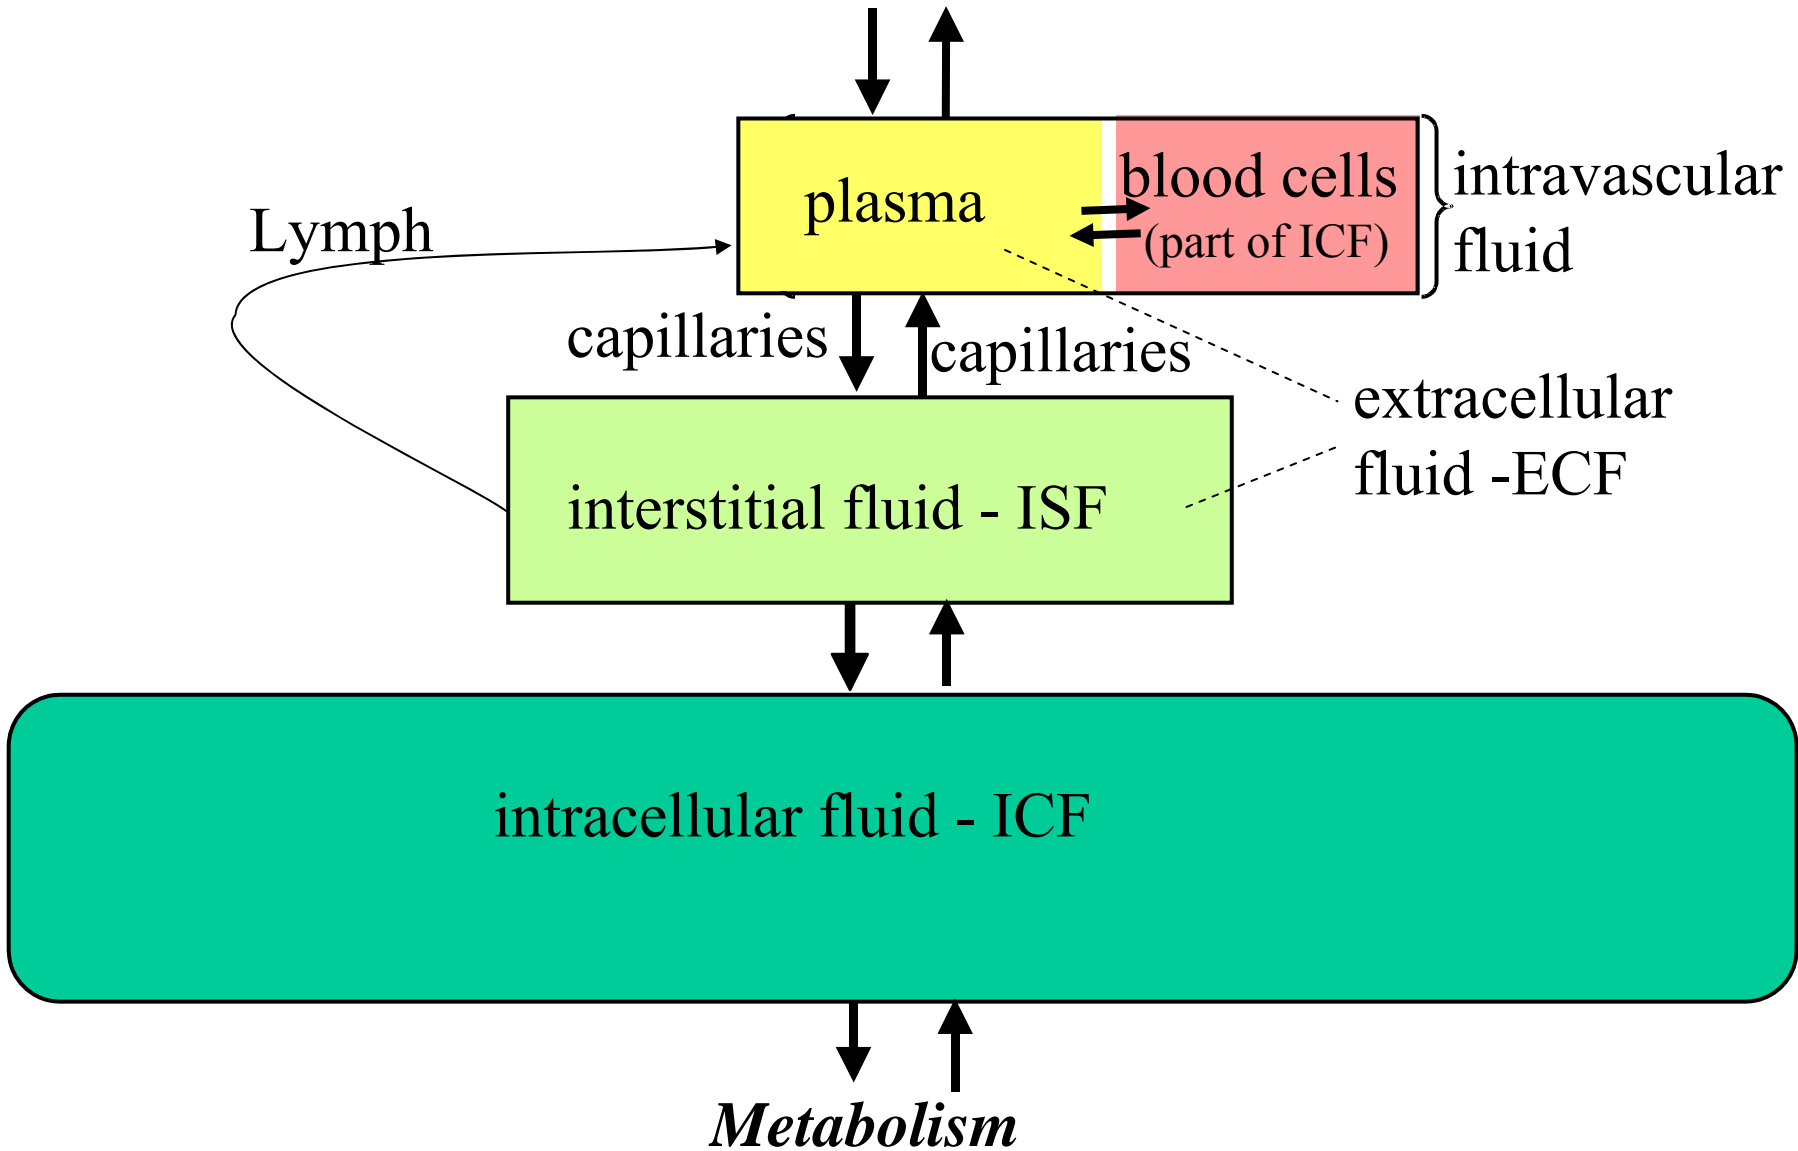 plasma
blood cells
(part of ICF)
intravascular
fluid
Lymph
capillaries
capillaries
extracellular
fluid -ECF
interstitial fluid - ISF
intracellular fluid - ICF
Metabolism